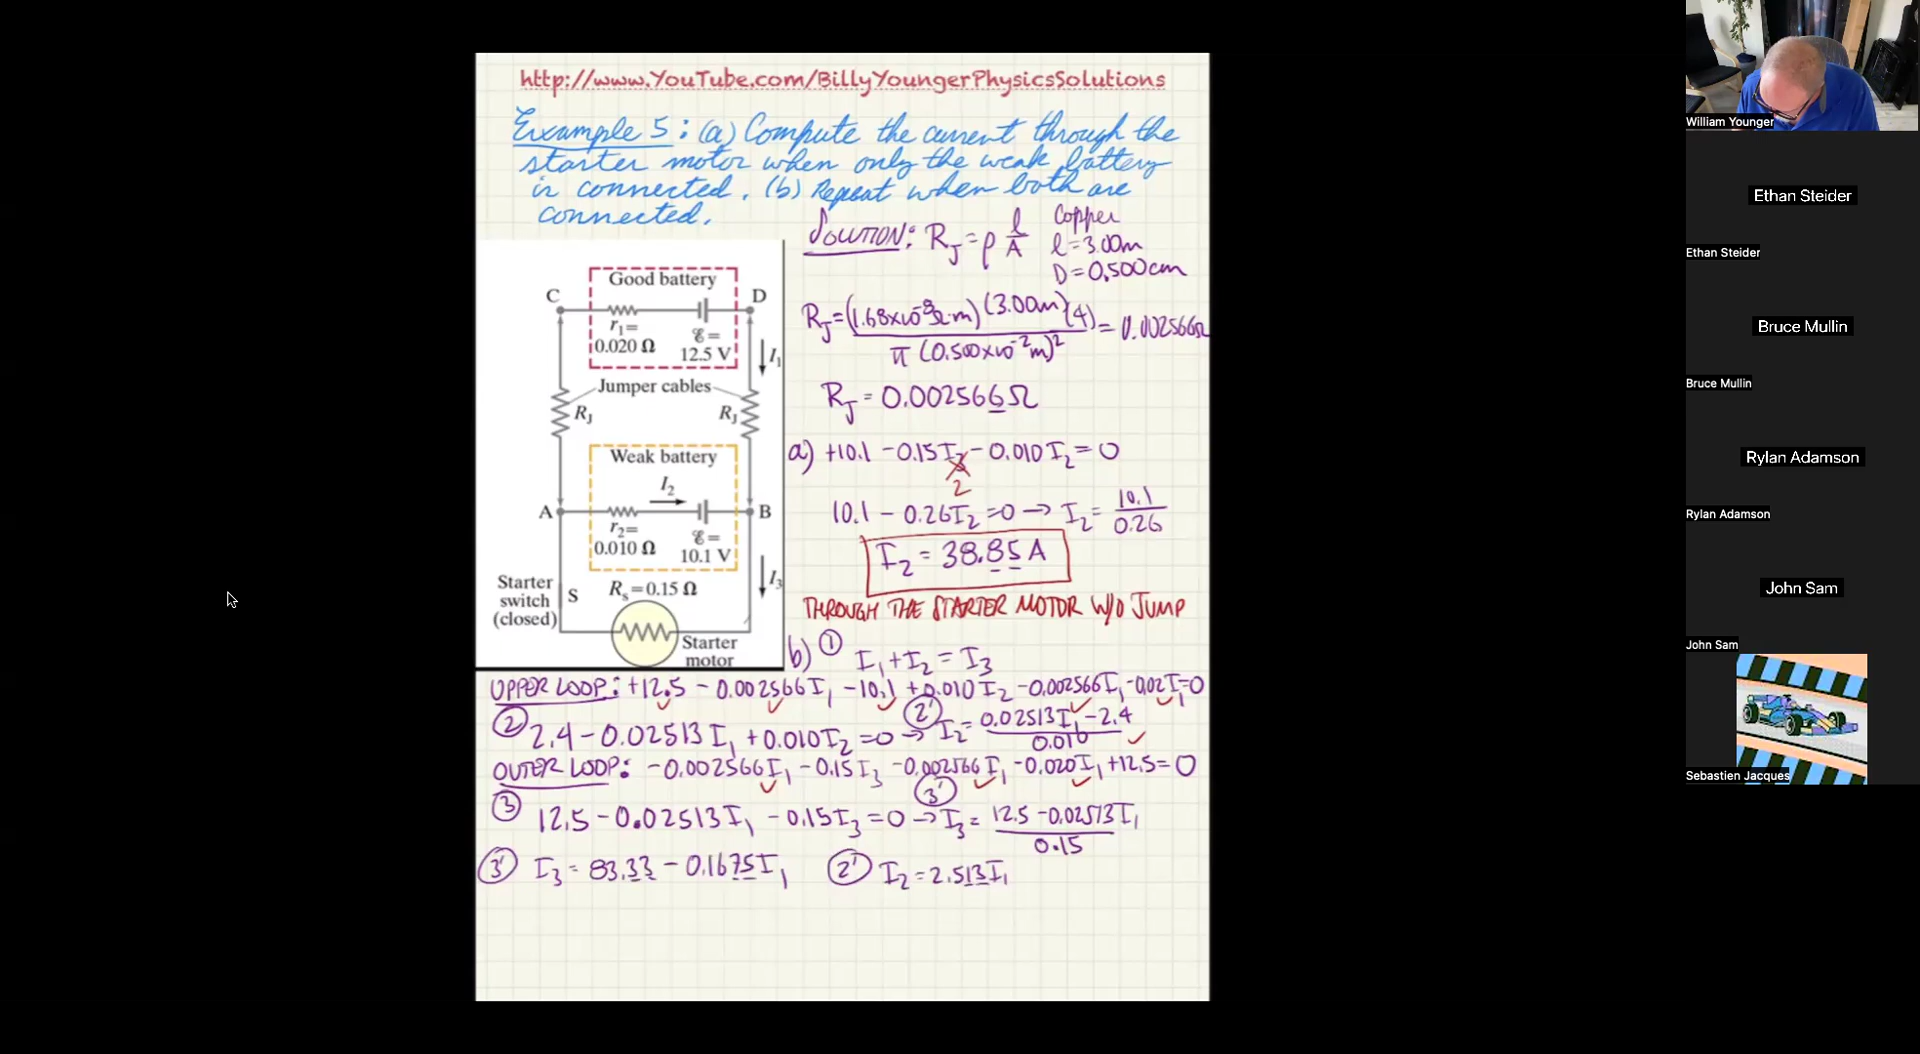 http://www.YouTube.com/BillyYoungerPhysicsSolutions
Example 5: (a) Compute the current through the
starter motor when only the weak battery
is connected. (b) Repeat when both are
connected.
SOLUTION: R_J = ρ l/A
Copper
l = 3.00m
D = 0.500cm
R_J = (1.68x10⁻⁸Ω·m)(3.00m)(4) / π(0.500x10⁻²m)² = 0.002566Ω
R_J = 0.002566Ω
Good battery
C
D
r₁=
0.020 Ω
ℰ=
12.5 V
I₁
Jumper cables
R_J
R_J
Weak battery
I₂
A
B
r₂=
0.010 Ω
ℰ=
10.1 V
Starter
switch
(closed)
S
R_s=0.15 Ω
I₃
Starter
motor
a) +10.1 - 0.15I₂ - 0.010I₂ = 0
10.1 - 0.26I₂ = 0 → I₂ = 10.1/0.26
I₂ = 38.85 A
THROUGH THE STARTER MOTOR W/O JUMP
b) ① I₁ + I₂ = I₃
UPPER LOOP: +12.5 - 0.002566I₁ - 10.1 + 0.010I₂ - 0.002566I₁ - 0.02I₁ = 0
② 2.4 - 0.02513I₁ + 0.010I₂ = 0 → (2') I₂ = (0.02513I₁ - 2.4)/0.010
OUTER LOOP: -0.002566I₁ - 0.15I₃ - 0.002566I₁ - 0.020I₁ + 12.5 = 0
③ 12.5 - 0.02513I₁ - 0.15I₃ = 0 → (3') I₃ = (12.5 - 0.02513I₁)/0.15
(3') I₃ = 83.33 - 0.1675I₁ (2') I₂ = 2.513I₁
William Younger
Ethan Steider
Ethan Steider
Bruce Mullin
Bruce Mullin
Rylan Adamson
Rylan Adamson
John Sam
John Sam
Sebastien Jacques